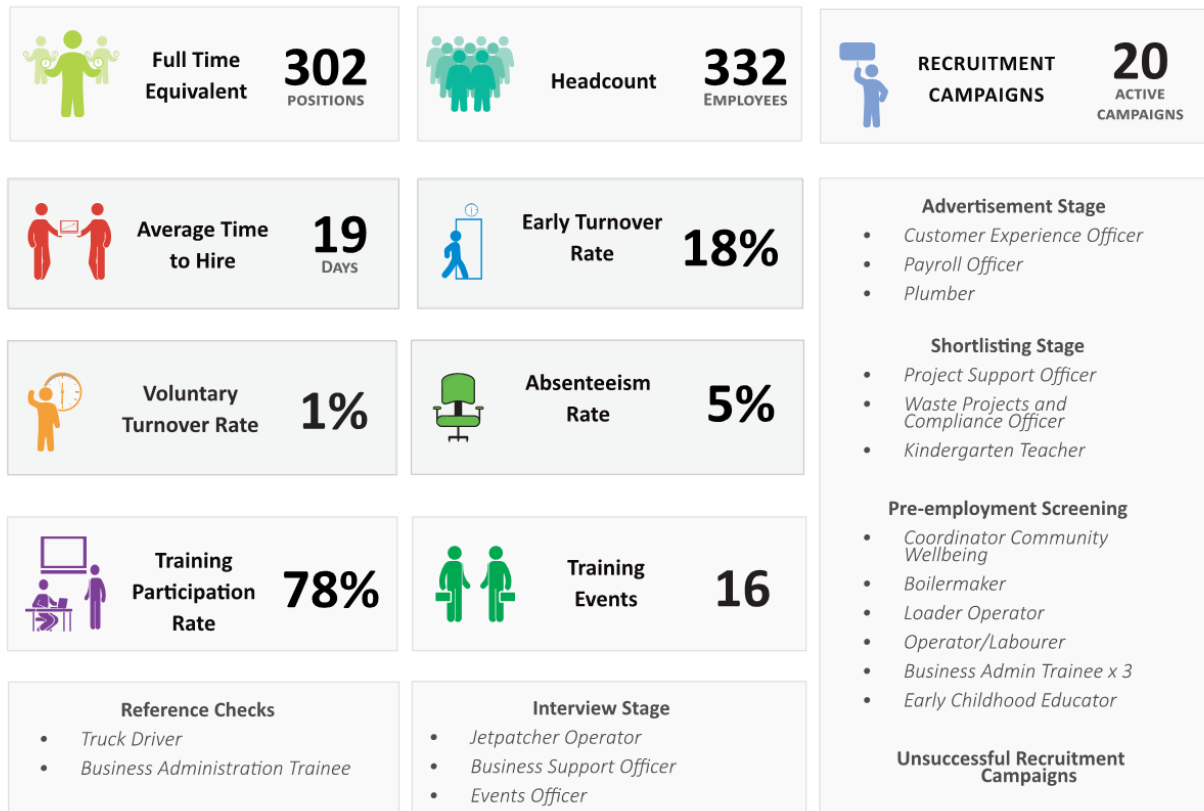 Full Time
Equivalent
302
POSITIONS
Headcount
332
EMPLOYEES
RECRUITMENT
CAMPAIGNS
20
ACTIVE
CAMPAIGNS
Average Time
to Hire
19
DAYS
Early Turnover
Rate
18%
Voluntary
Turnover Rate
1%
Absenteeism
Rate
5%
Training
Participation
Rate
78%
Training
Events
16
Reference Checks
• Truck Driver
• Business Administration Trainee
Interview Stage
• Jetpatcher Operator
• Business Support Officer
• Events Officer
Advertisement Stage
• Customer Experience Officer
• Payroll Officer
• Plumber
Shortlisting Stage
• Project Support Officer
• Waste Projects and
Compliance Officer
• Kindergarten Teacher
Pre-employment Screening
• Coordinator Community
Wellbeing
• Boilermaker
• Loader Operator
• Operator/Labourer
• Business Admin Trainee x 3
• Early Childhood Educator
Unsuccessful Recruitment
Campaigns